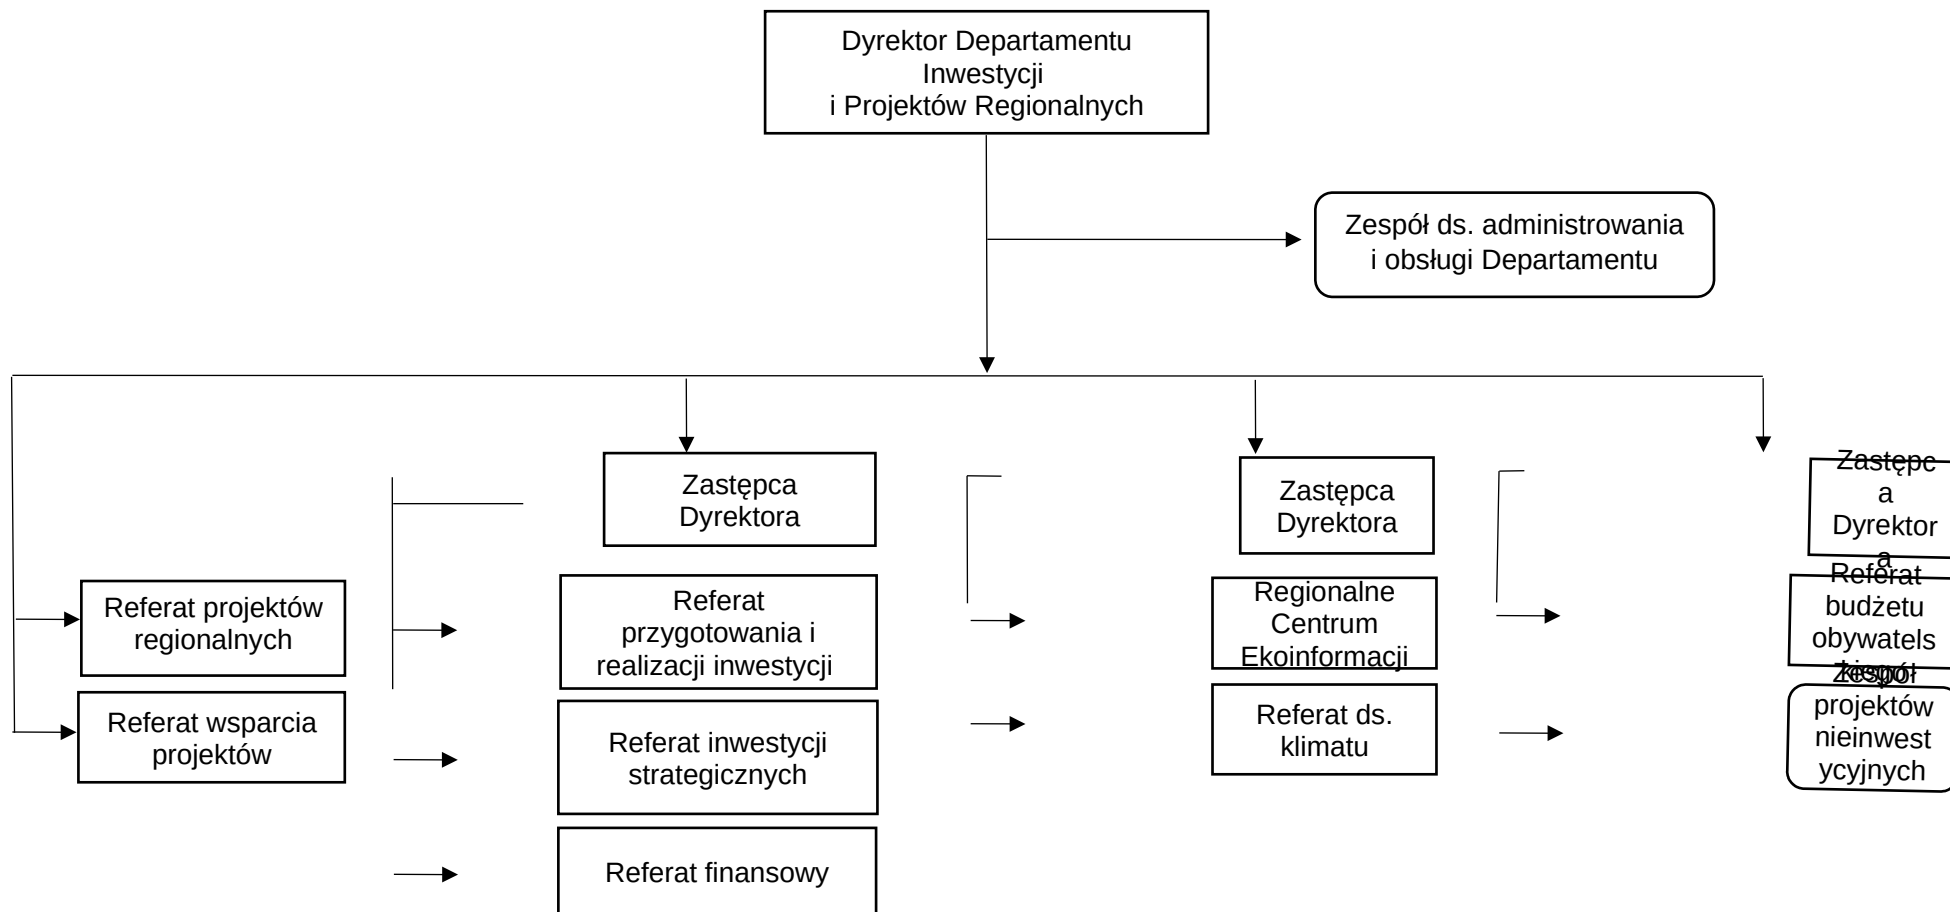 Dyrektor Departamentu
Inwestycji
i Projektów Regionalnych
Zespół ds. administrowania
i obsługi Departamentu
Zastępca
Dyrektora
Zastępca
Dyrektora
Zastępc
a
Dyrektor
a
Referat projektów
regionalnych
Referat wsparcia
projektów
Referat
przygotowania i
realizacji inwestycji
Referat inwestycji
strategicznych
Referat finansowy
Regionalne
Centrum
Ekoinformacji
Referat ds.
klimatu
Referat
budżetu
obywatels
kiego
Zespół
projektów
nieinwest
ycyjnych